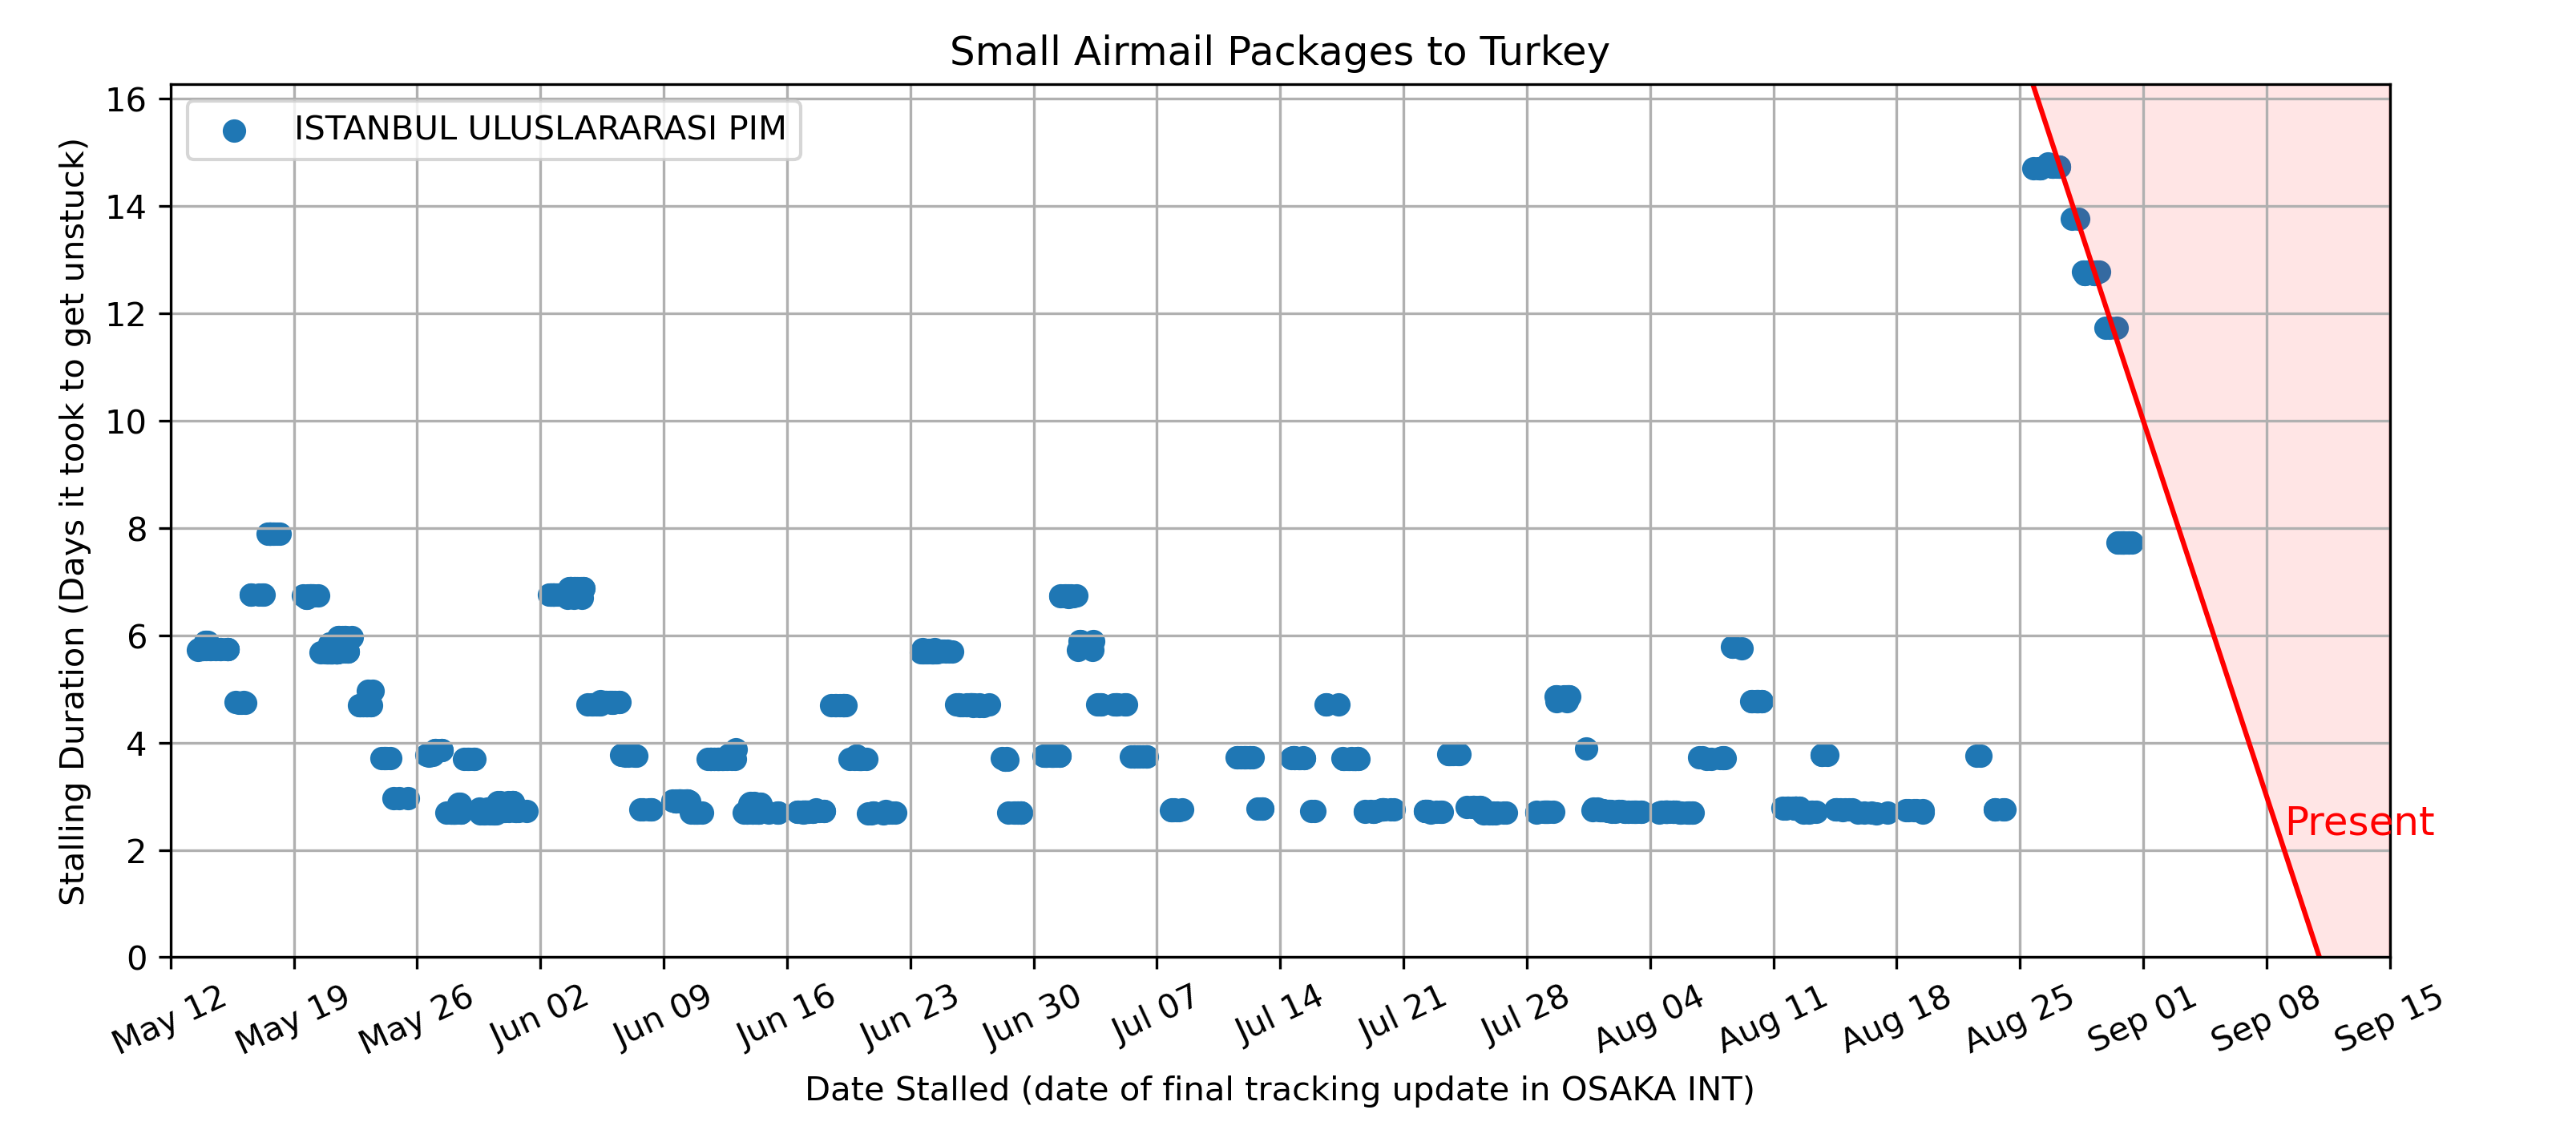 Small Airmail Packages to Turkey
ISTANBUL ULUSLARARASI PIM
Stalling Duration (Days it took to get unstuck)
16
14
12
10
8
6
4
2
0
Present
May 12
May 19
May 26
Jun 02
Jun 09
Jun 16
Jun 23
Jun 30
Jul 07
Jul 14
Jul 21
Jul 28
Aug 04
Aug 11
Aug 18
Aug 25
Sep 01
Sep 08
Sep 15
Date Stalled (date of final tracking update in OSAKA INT)